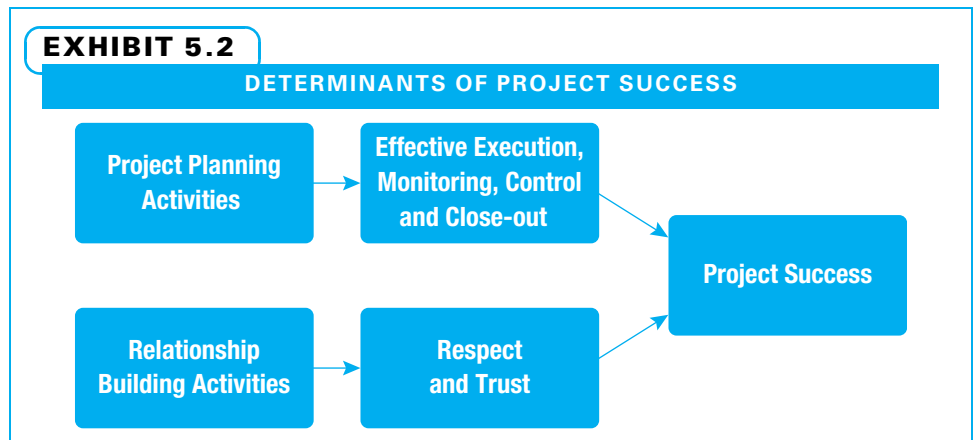 EXHIBIT 5.2
DETERMINANTS OF PROJECT SUCCESS
Project Planning
Activities
Effective Execution,
Monitoring, Control
and Close-out
Project Success
Relationship
Building Activities
Respect
and Trust